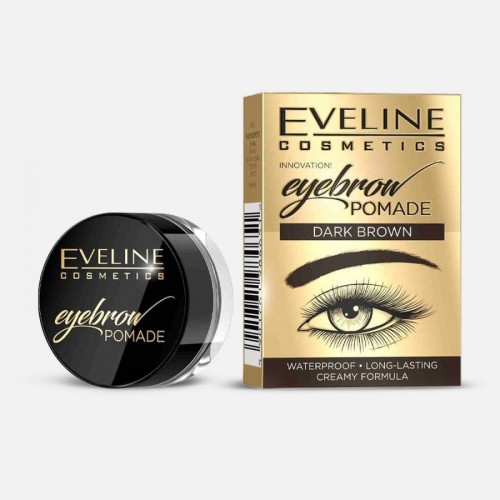 EVELINE
COSMETICS
eyebrow
POMADE
EVELINE
COSMETICS
INNOVATION!
eyebrow
POMADE
DARK BROWN
WATERPROOF • LONG-LASTING
CREAMY FORMULA